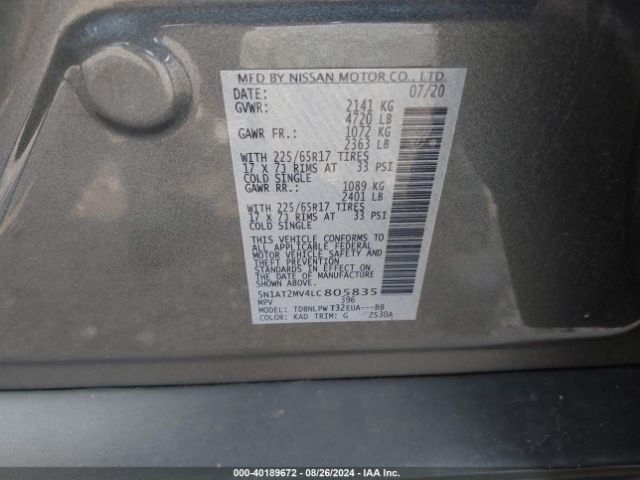 MFD BY NISSAN MOTOR CO., LTD.
DATE: 07/20
GVWR: 2141 KG
4720 LB
GAWR FR.: 1072 KG
2363 LB
WITH 225/65R17 TIRES
17 X 7J RIMS AT 33 PSI
COLD SINGLE
GAWR RR.: 1089 KG
2401 LB
WITH 225/65R17 TIRES
17 X 7J RIMS AT 33 PSI
COLD SINGLE
THIS VEHICLE CONFORMS TO
ALL APPLICABLE FEDERAL
MOTOR VEHICLE SAFETY AND
THEFT PREVENTION
STANDARDS IN EFFECT ON
THE DATE OF MANUFACTURE
SHOWN ABOVE.
5N1AT2MV4LC805835
MPV 396
MODEL: TDBNLPW T32EUA---BB
COLOR: KAD TRIM: G ZS30A
000-40189672 - 08/26/2024 - IAA Inc.